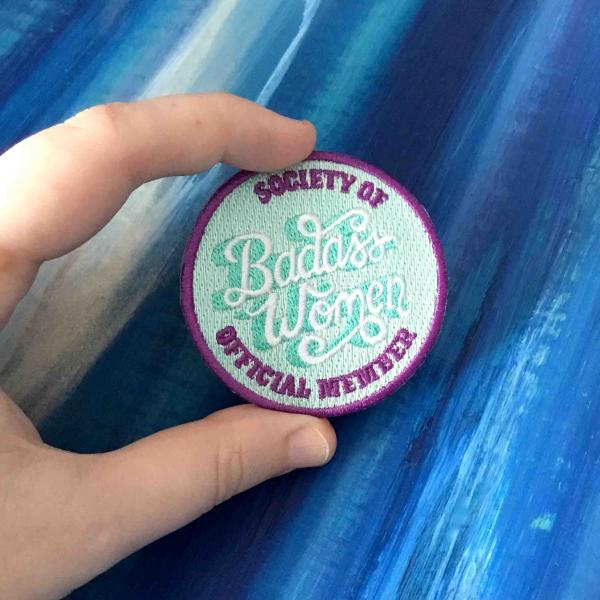 SOCIETY OF
Badass
Women
OFFICIAL MEMBER